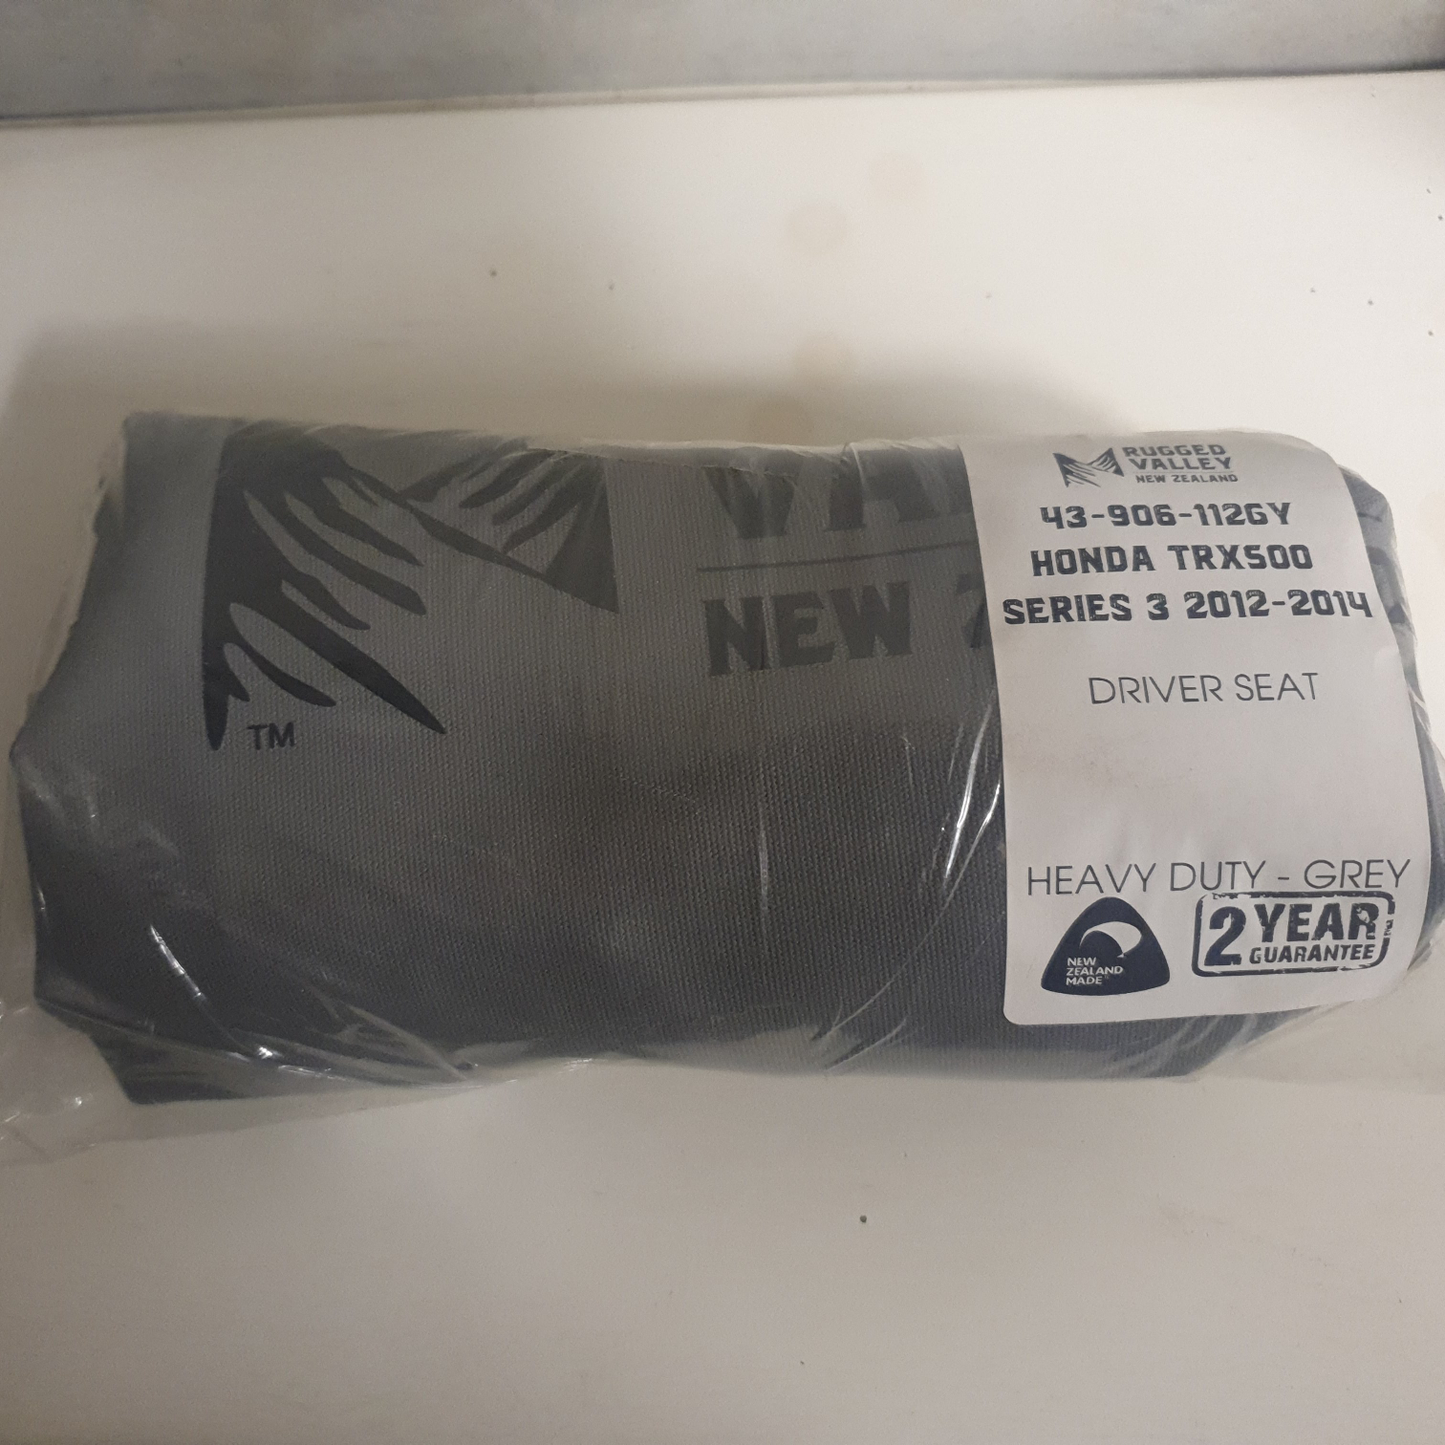 TM
NEW
RUGGED
VALLEY
NEW ZEALAND
43-906-112GY
HONDA TRX500
SERIES 3 2012-2014
DRIVER SEAT
HEAVY DUTY - GREY
NEW
ZEALAND
MADE
2 YEAR
GUARANTEE